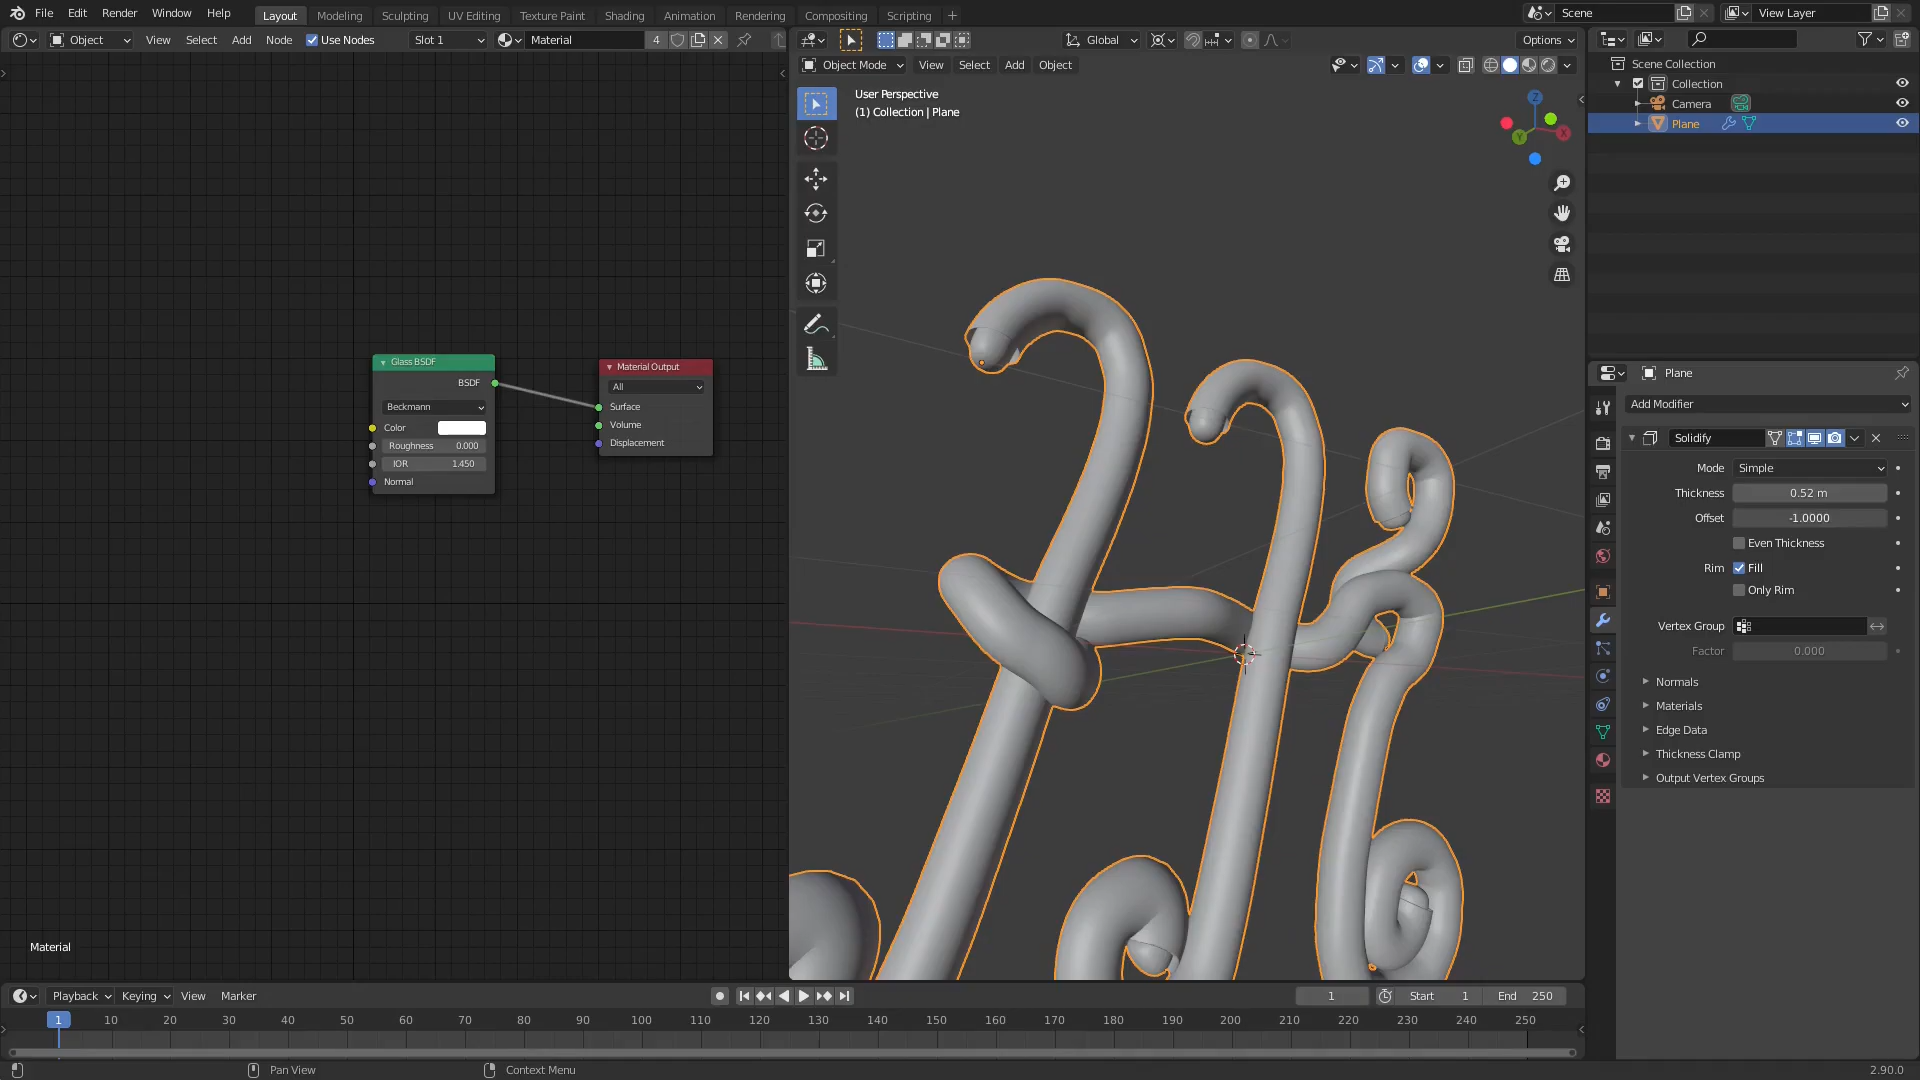 File Edit Render Window Help Layout Modeling Sculpting UV Editing Texture Paint Shading Animation Rendering Compositing Scripting + Scene View Layer
Object View Select Add Node Use Nodes Slot 1 Material 4 Global Options
Object Mode View Select Add Object
Scene Collection
Collection
Camera
Plane
User Perspective
(1) Collection | Plane
Z
Y
X
Glass BSDF
BSDF
Beckmann
Color
Roughness 0.000
IOR 1.450
Normal
Material Output
All
Surface
Volume
Displacement
Material
Plane
Add Modifier
Solidify
Mode Simple
Thickness 0.52 m
Offset -1.0000
Even Thickness
Rim Fill
Only Rim
Vertex Group
Factor 0.000
Normals
Materials
Edge Data
Thickness Clamp
Output Vertex Groups
Playback Keying View Marker 1 Start 1 End 250
1 10 20 30 40 50 60 70 80 90 100 110 120 130 140 150 160 170 180 190 200 210 220 230 240 250
Pan View Context Menu 2.90.0